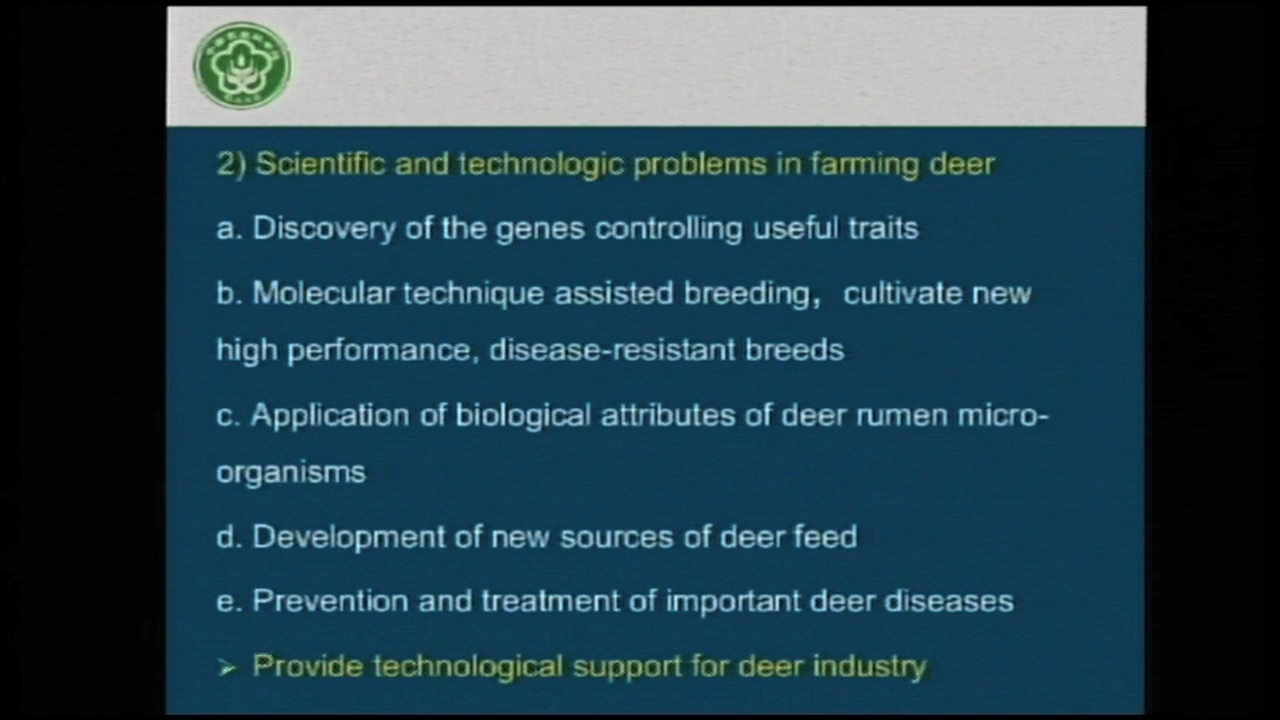 2) Scientific and technologic problems in farming deer
a. Discovery of the genes controlling useful traits
b. Molecular technique assisted breeding， cultivate new
high performance, disease-resistant breeds
c. Application of biological attributes of deer rumen micro-
organisms
d. Development of new sources of deer feed
e. Prevention and treatment of important deer diseases
➢ Provide technological support for deer industry